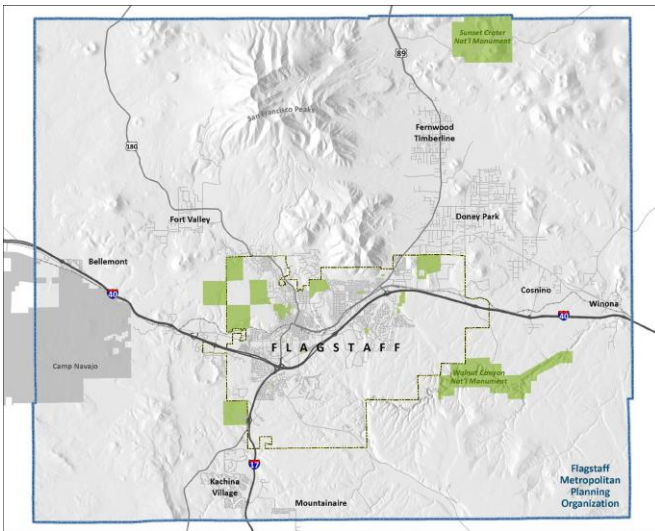 Sunset Crater
Nat'l Monument
89
San Francisco Peaks
Fernwood
Timberline
180
Fort Valley
Doney Park
Bellemont
40
Cosnino
Winona
40
FLAGSTAFF
Camp Navajo
Walnut Canyon
Nat'l Monument
17
Kachina
Village
Mountainaire
Flagstaff
Metropolitan
Planning
Organization